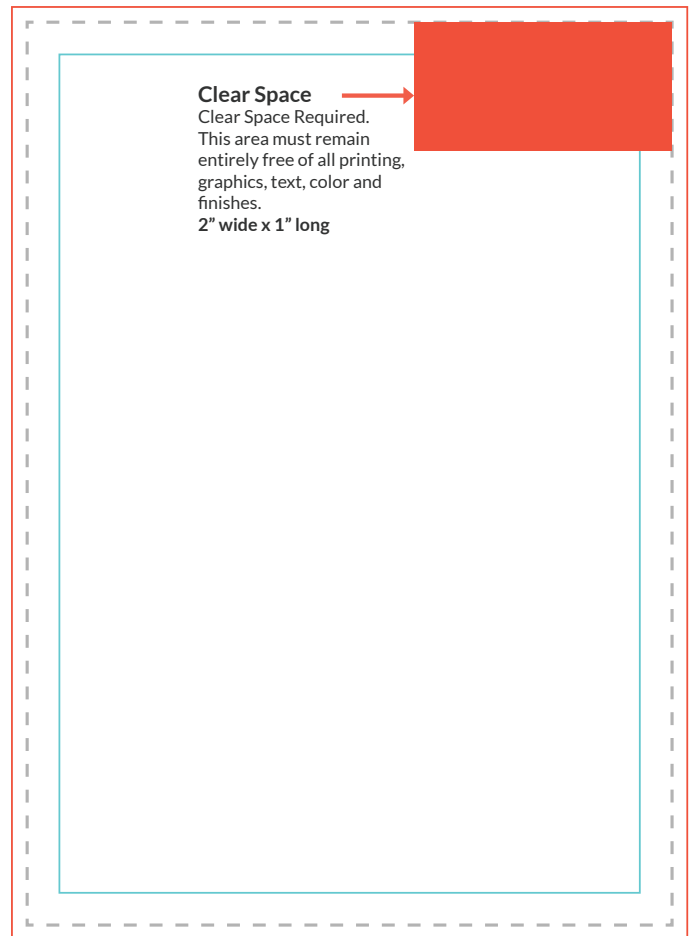 Clear Space
Clear Space Required.
This area must remain
entirely free of all printing,
graphics, text, color and
finishes.
2” wide x 1” long